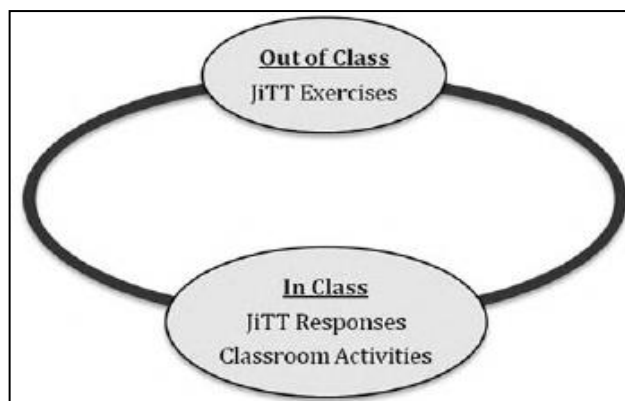 Out of Class
JiTT Exercises
In Class
JiTT Responses
Classroom Activities